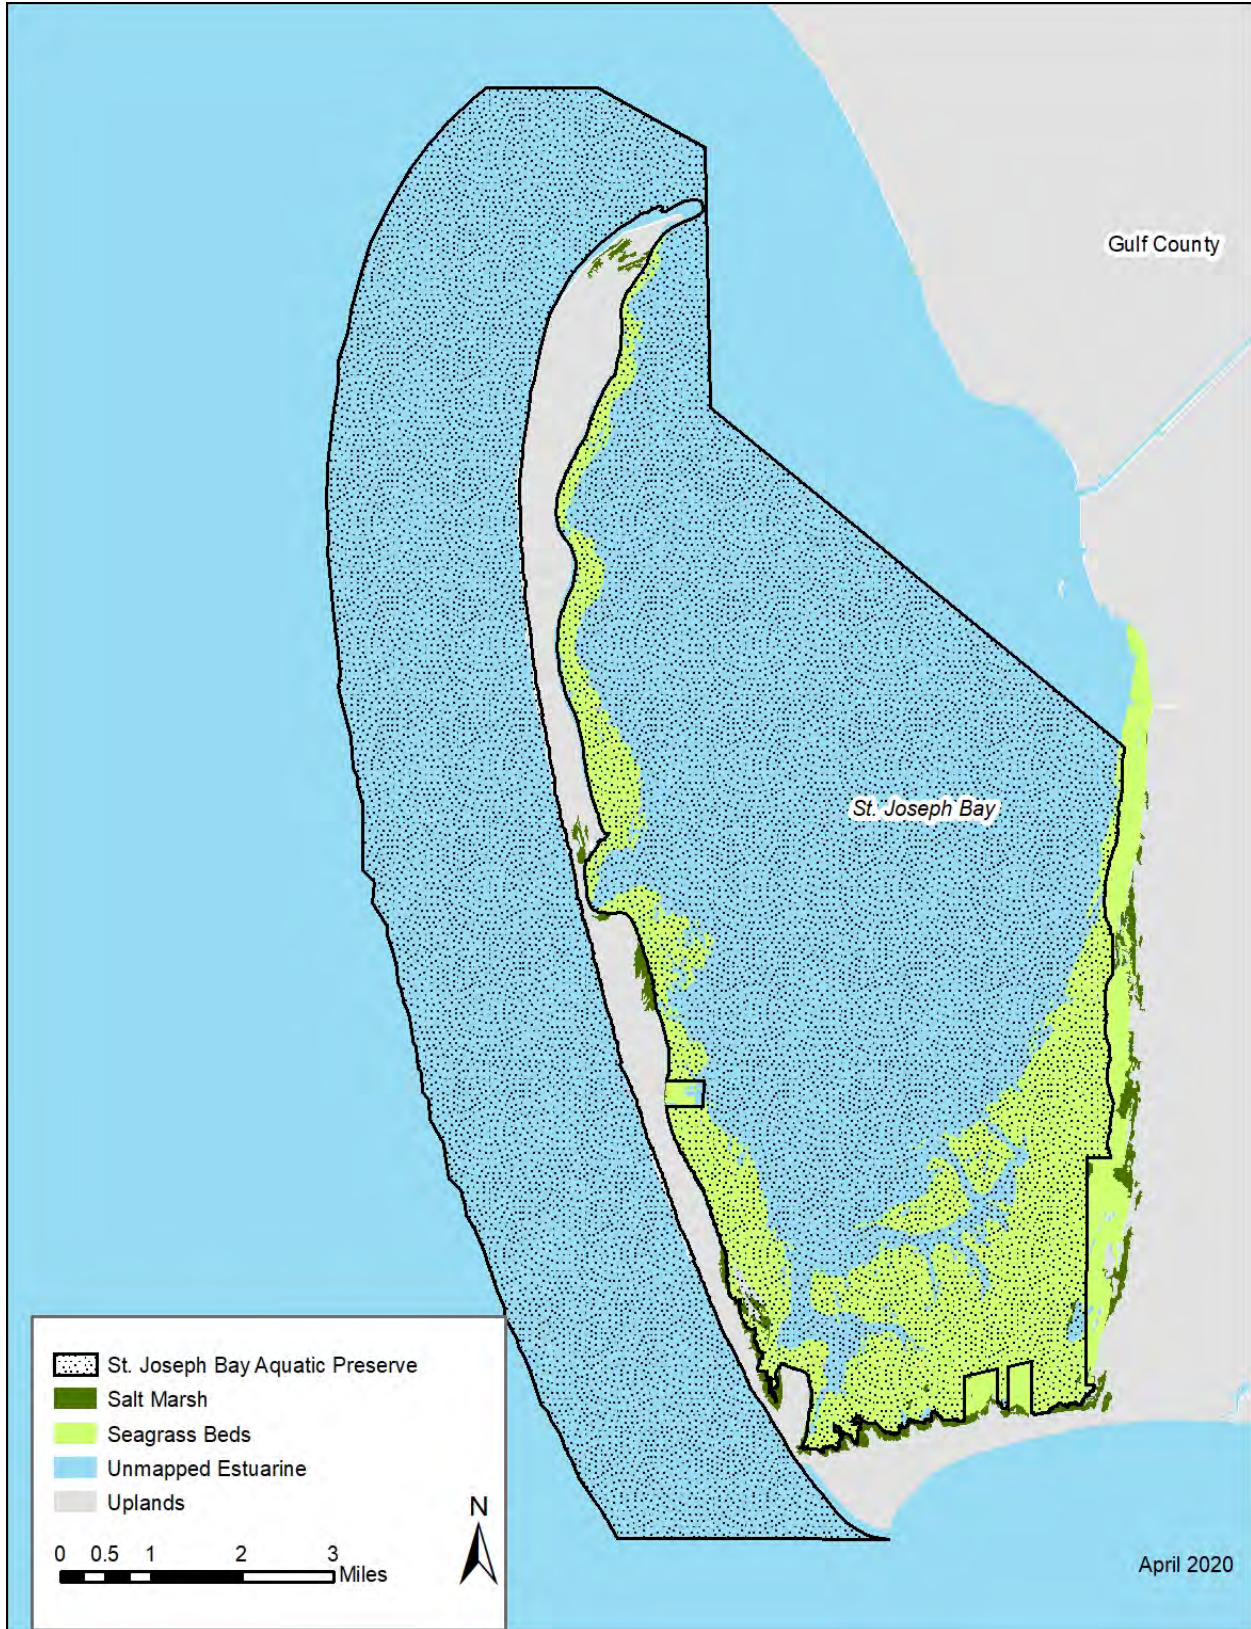 Gulf County
St. Joseph Bay
St. Joseph Bay Aquatic Preserve
Salt Marsh
Seagrass Beds
Unmapped Estuarine
Uplands
N
0 0.5 1 2 3
Miles
April 2020